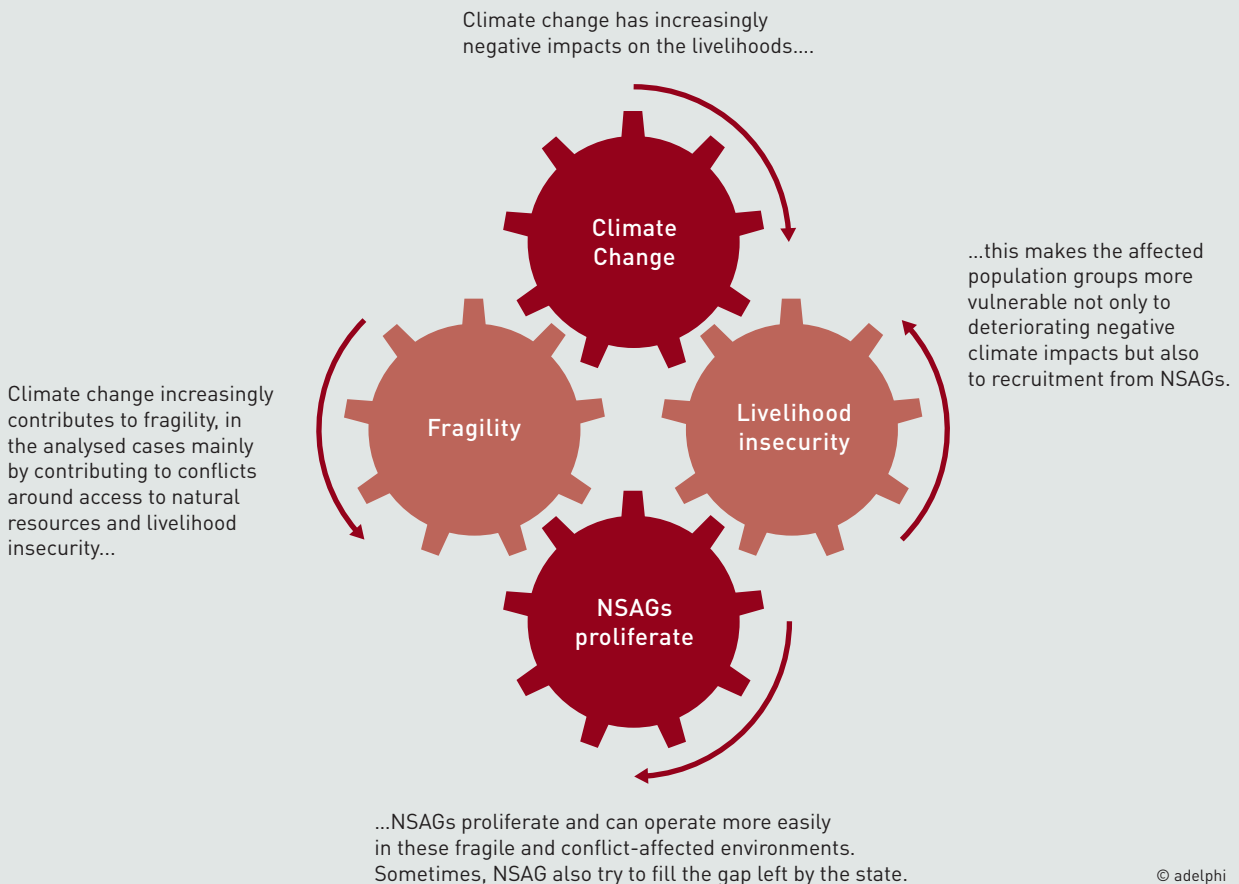 Climate change has increasingly
negative impacts on the livelihoods....
Climate
Change
...this makes the affected
population groups more
vulnerable not only to
deteriorating negative
climate impacts but also
to recruitment from NSAGs.
Climate change increasingly
contributes to fragility, in
the analysed cases mainly
by contributing to conflicts
around access to natural
resources and livelihood
insecurity...
Fragility
Livelihood
insecurity
NSAGs
proliferate
...NSAGs proliferate and can operate more easily
in these fragile and conflict-affected environments.
Sometimes, NSAG also try to fill the gap left by the state.
© adelphi